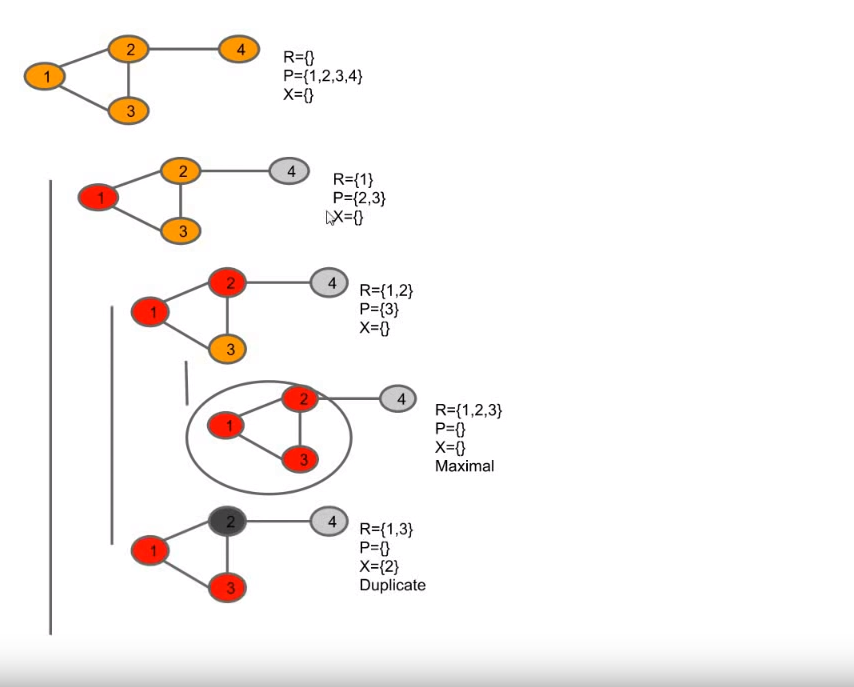 1
2
4
3
R={}
P={1,2,3,4}
X={}
1
2
4
3
R={1}
P={2,3}
X={}
1
2
4
3
R={1,2}
P={3}
X={}
1
2
4
3
R={1,2,3}
P={}
X={}
Maximal
1
2
4
3
R={1,3}
P={}
X={2}
Duplicate